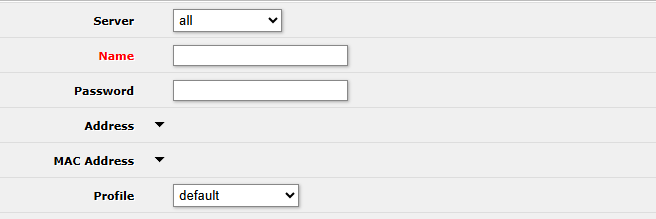 Server all
Name
Password
Address
MAC Address
Profile default